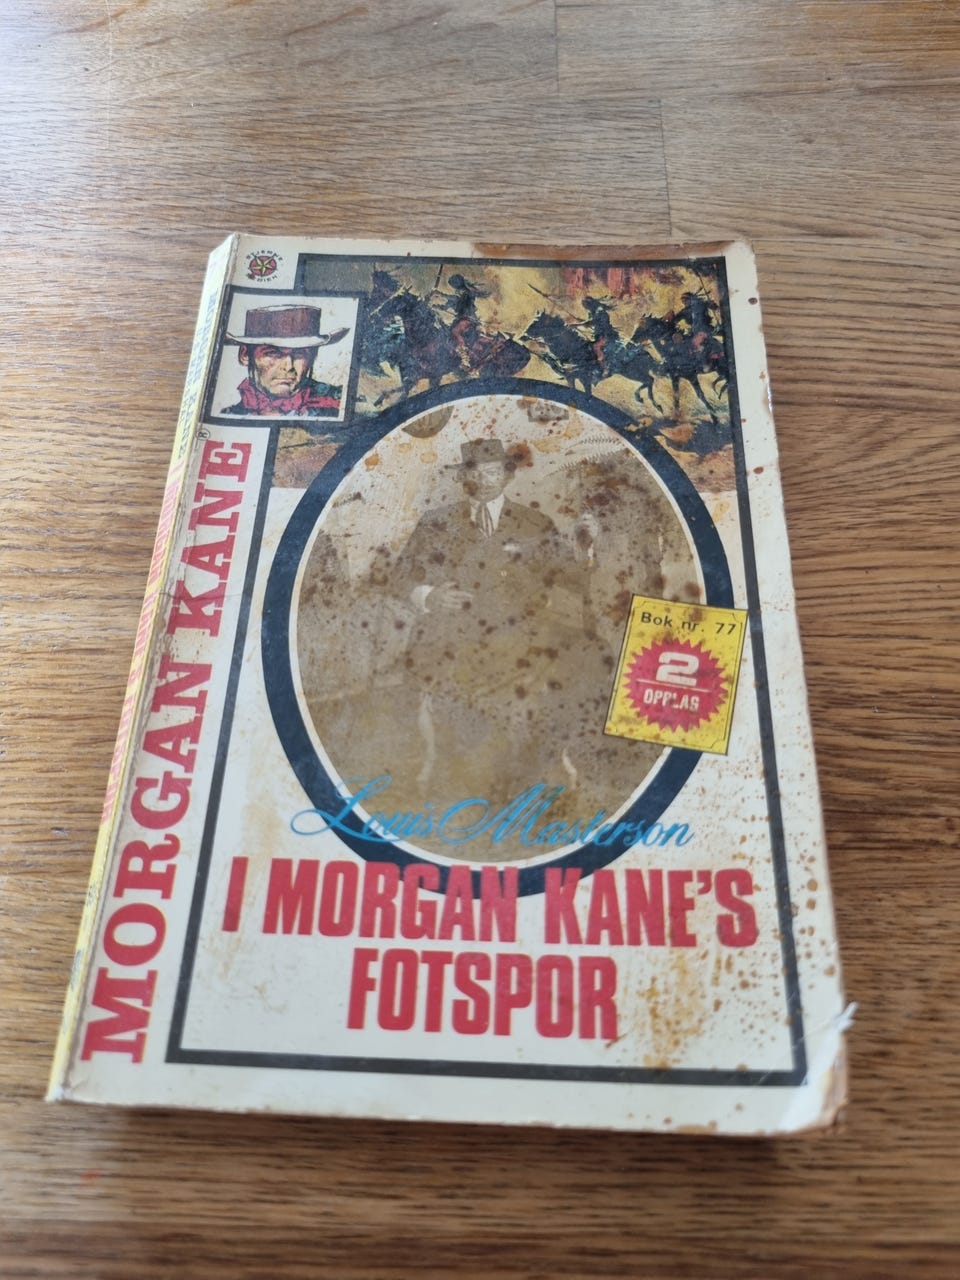 MORGAN KANE®
Bok nr. 77
2
OPPLAG
Louis Masterson
I MORGAN KANE'S
FOTSPOR